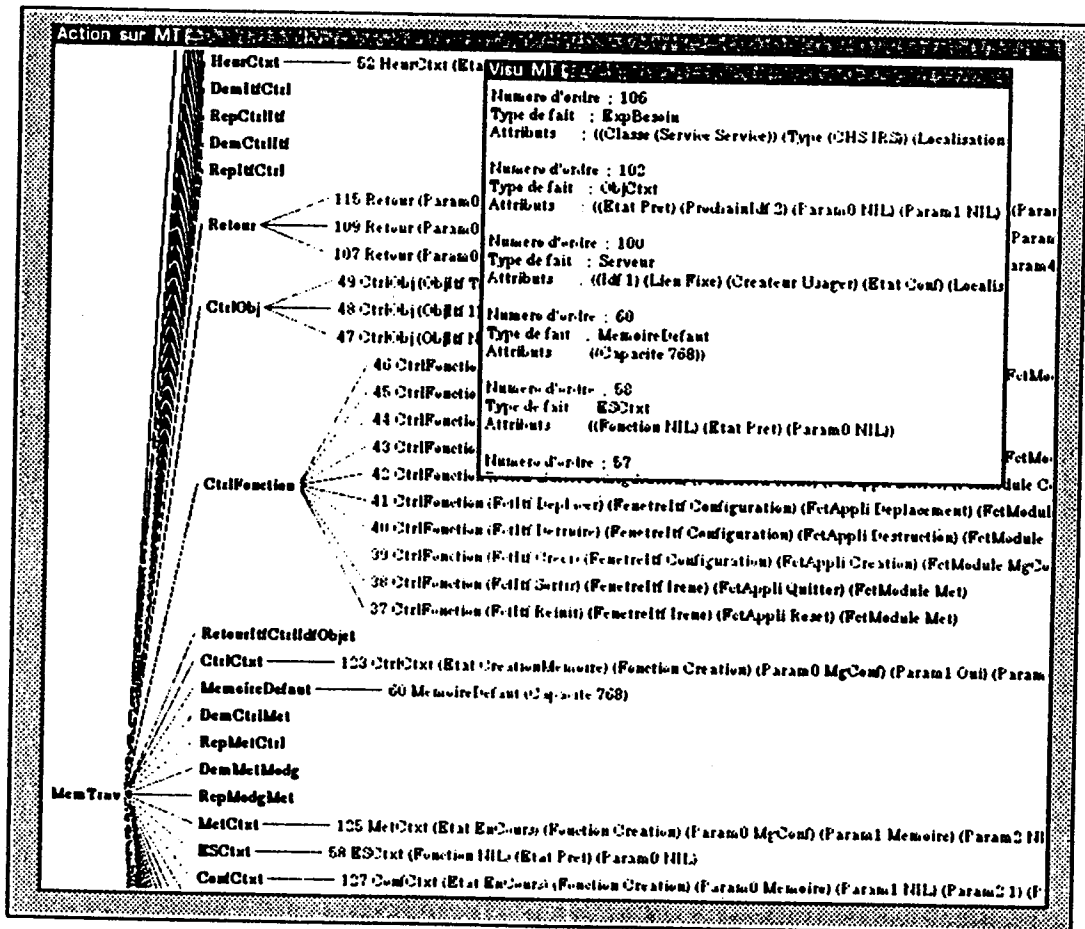 Action sur MT
HeurCtxt 52 HeurCtxt (Eta
DemItfCtrl
RepCtrlItf
DemCtrlItf
RepItfCtrl
Retour
115 Retour (Param0
109 Retour (Param0
107 Retour (Param0
CtrlObj
49 CtrlObj (ObjItf T
48 CtrlObj (ObjItf
47 CtrlObj (ObjItf
CtrlFonction
46 CtrlFonctio
45 CtrlFonctio
44 CtrlFonctio
43 CtrlFonctio
42 CtrlFonctio
41 CtrlFonction (FctItf Deplacer) (FenetreItf Configuration) (FctAppli Deplacement) (FctModul
40 CtrlFonction (FctItf Detruire) (FenetreItf Configuration) (FctAppli Destruction) (FctModule
39 CtrlFonction (FctItf Creer) (FenetreItf Configuration) (FctAppli Creation) (FctModule MgCo
38 CtrlFonction (FctItf Sortir) (FenetreItf Irene) (FctAppli Quitter) (FctModule Met)
37 CtrlFonction (FctItf Reinit) (FenetreItf Irene) (FctAppli Reset) (FctModule Met)
RetourItfCtrlIdfObjet
CtrlCtxt 123 CtrlCtxt (Etat CreationMemoire) (Fonction Creation) (Param0 MgConf) (Param1 Oui) (Param
MemoireDefaut 60 MemoireDefaut (Capacite 768)
DemCtrlMet
RepMetCtrl
DemMetModg
MemTrav
RepModgMet
MetCtxt 125 MetCtxt (Etat EnCours) (Fonction Creation) (Param0 MgConf) (Param1 Memoire) (Param2 NI
ESCtxt 58 ESCtxt (Fonction NIL) (Etat Pret) (Param0 NIL)
ConfCtxt 127 ConfCtxt (Etat EnCours) (Fonction Creation) (Param0 Memoire) (Param1 NIL) (Param2 1) (P
Visu MT
Numero d'ordre : 106
Type de fait : ExpBesoin
Attributs : ((Classe (Service Service)) (Type (CHS IRS)) (Localisation
Numero d'ordre : 102
Type de fait : ObjCtxt
Attributs : ((Etat Pret) (ProchainIdf 2) (Param0 NIL) (Param1 NIL) (Param
Numero d'ordre : 100
Type de fait : Serveur
Attributs : ((Idf 1) (Lien Fixe) (Createur Usager) (Etat Conf) (Localis
Numero d'ordre : 60
Type de fait : MemoireDefaut
Attributs ((Capacite 768))
Numero d'ordre : 58
Type de fait ESCtxt
Attributs ((Fonction NIL) (Etat Pret) (Param0 NIL))
Numero d'ordre : 57
Param
aram4
FctMo
FctMo
dule C